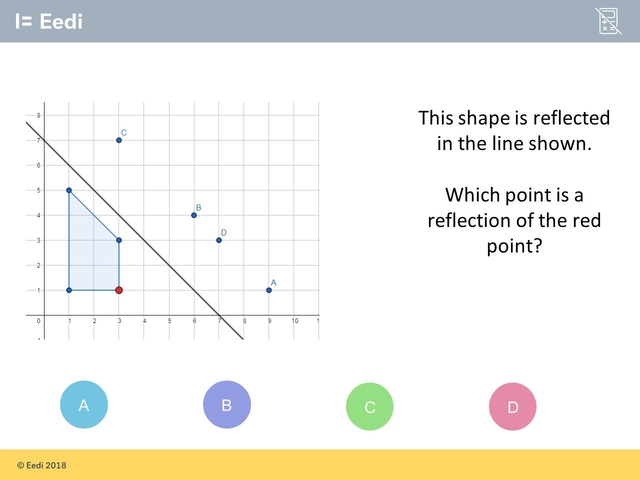 Eedi
This shape is reflected
in the line shown.
Which point is a
reflection of the red
point?
8
7
6
5
4
3
2
1
0 1 2 3 4 5 6 7 8 9 10
C
B
D
A
A B C D
© Eedi 2018